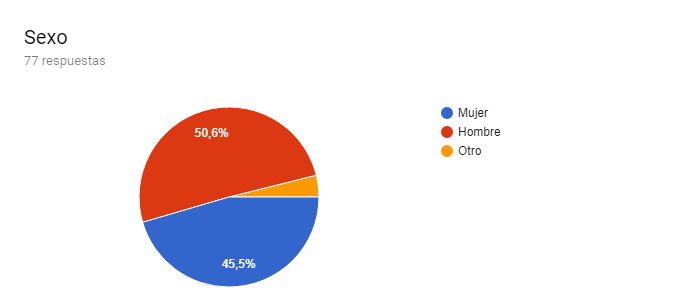 Sexo
77 respuestas
50,6%
45,5%
Mujer
Hombre
Otro